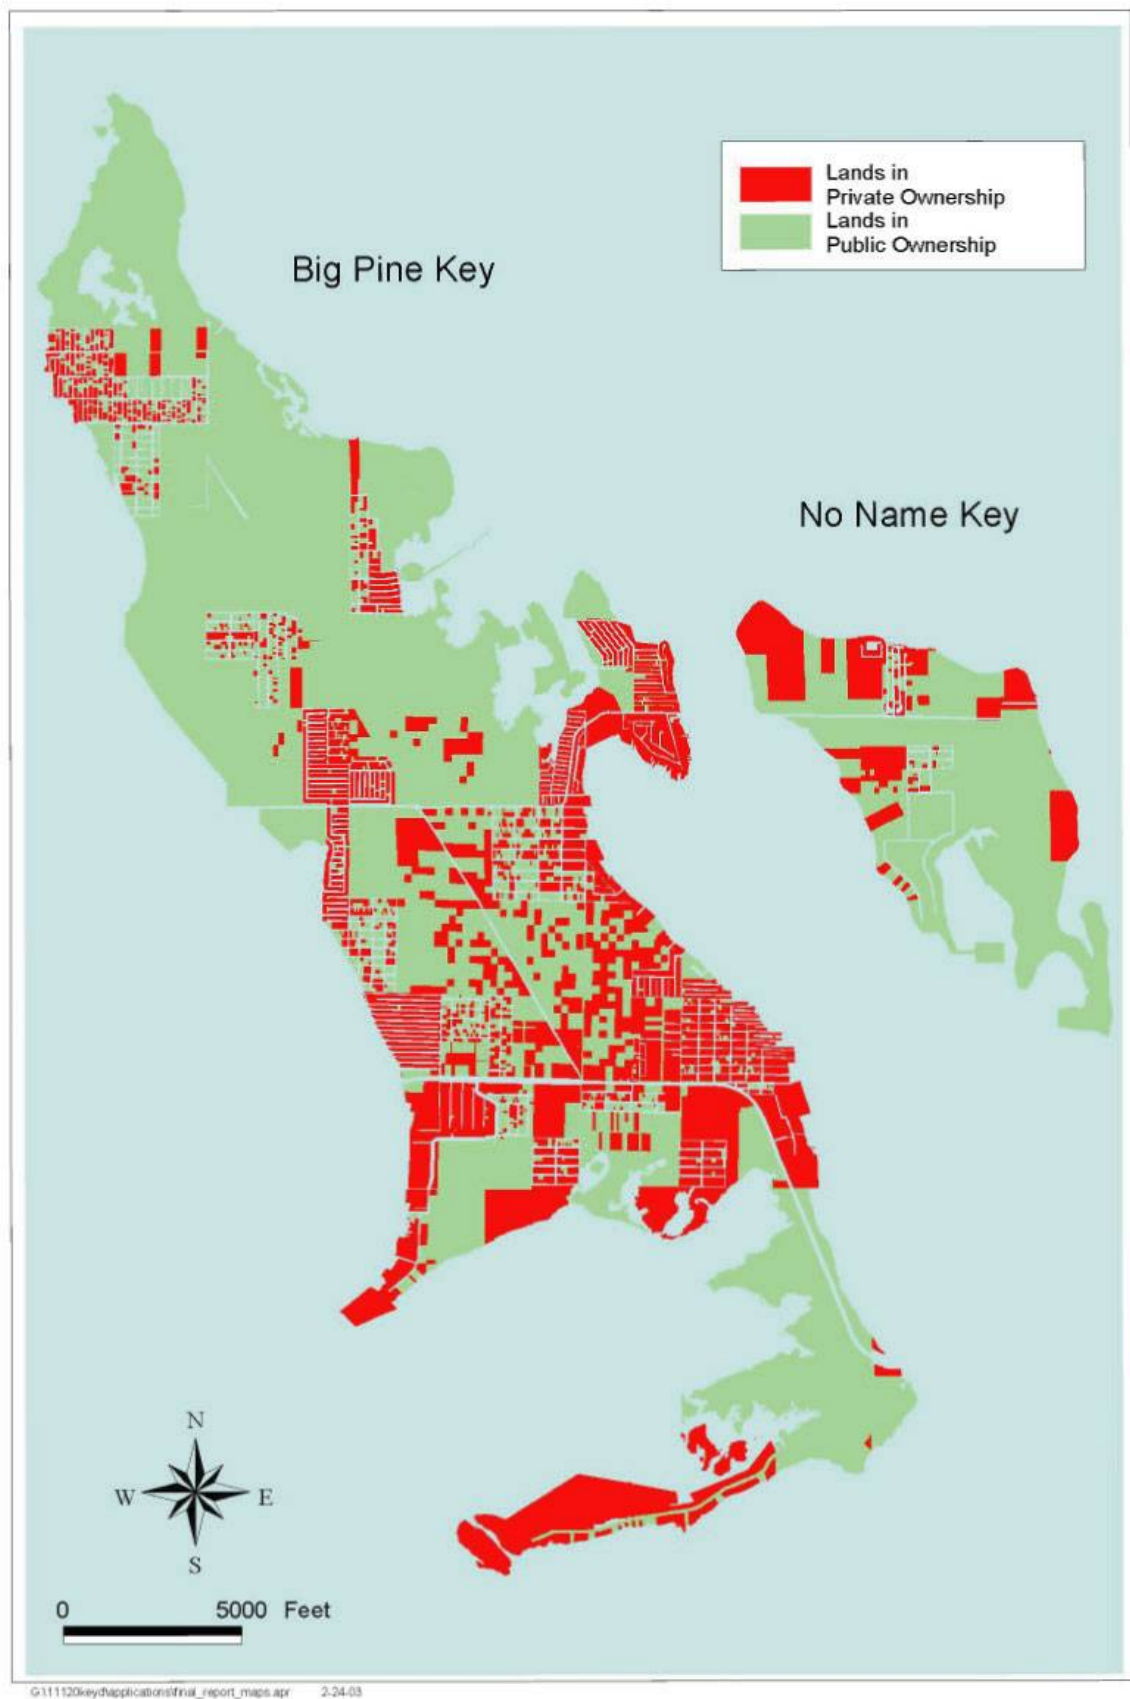 Lands in
Private Ownership
Lands in
Public Ownership
Big Pine Key
No Name Key
N
W E
S
0 5000 Feet
2-24-03